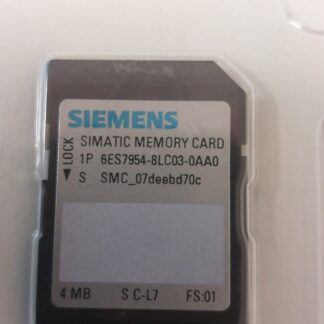 SIEMENS
SIMATIC MEMORY CARD
LOCK
1P 6ES7954-8LC03-0AA0
S SMC_07deebd70c
4 MB S C-L7 FS:01